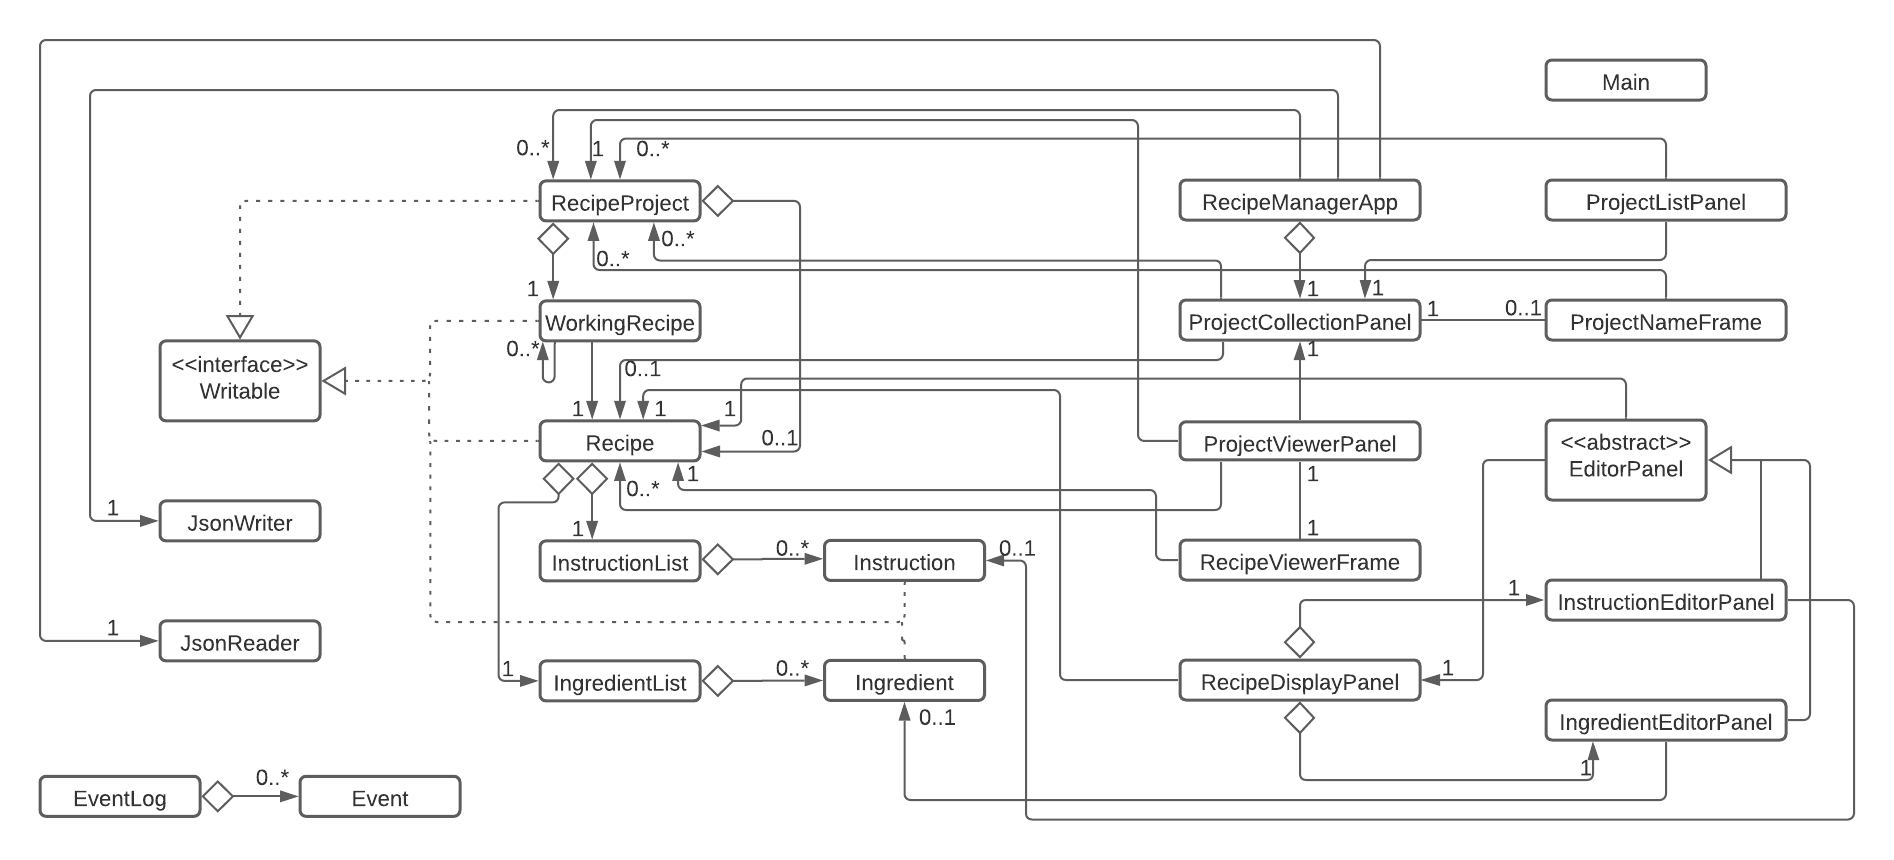 Main
0..*
1
0..*
RecipeProject
RecipeManagerApp
ProjectListPanel
0..*
0..*
1
1
1
WorkingRecipe
ProjectCollectionPanel
1
0..1
ProjectNameFrame
0..*
1
<<interface>>
Writable
0..1
1
1
1
0..1
Recipe
ProjectViewerPanel
<<abstract>>
EditorPanel
1
0..*
1
1
JsonWriter
1
1
0..*
0..1
InstructionList
Instruction
RecipeViewerFrame
1
InstructionEditorPanel
1
JsonReader
1
0..*
1
IngredientList
Ingredient
RecipeDisplayPanel
0..1
IngredientEditorPanel
1
0..*
EventLog
Event